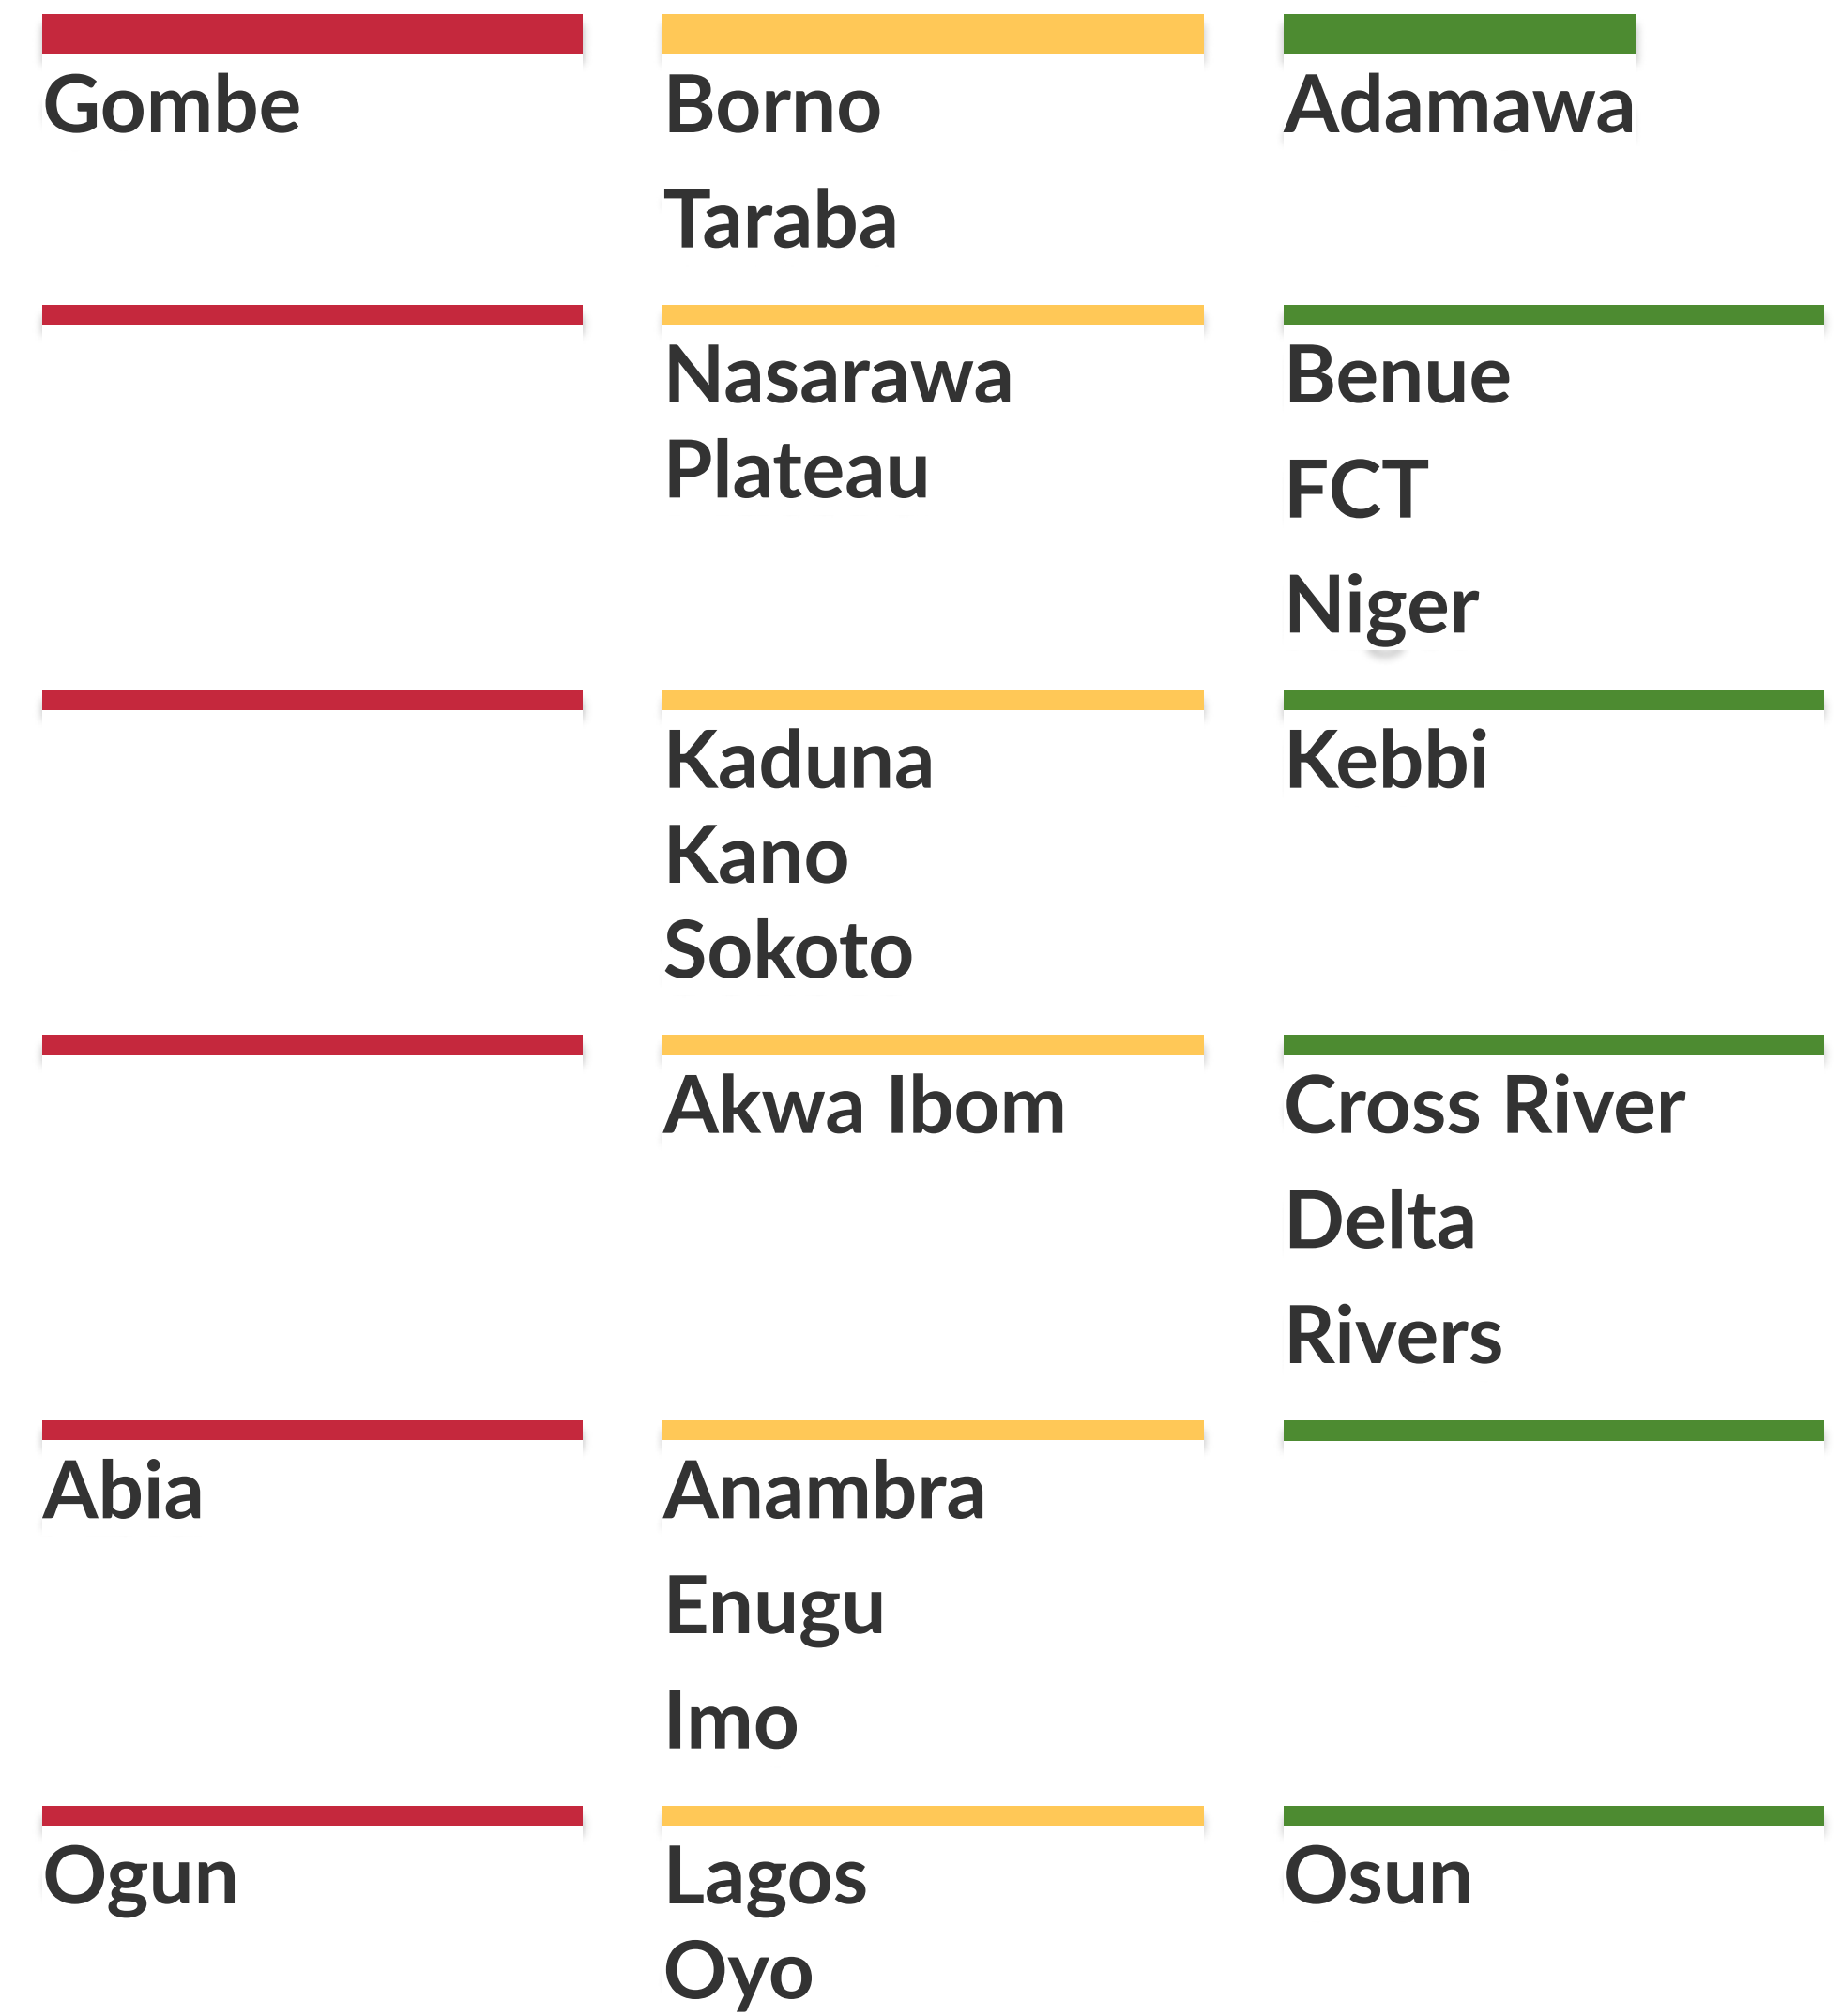 Gombe
Borno
Adamawa
Taraba
Nasarawa
Benue
Plateau
FCT
Niger
Kaduna
Kebbi
Kano
Sokoto
Akwa Ibom
Cross River
Delta
Rivers
Abia
Anambra
Enugu
Imo
Ogun
Lagos
Osun
Oyo